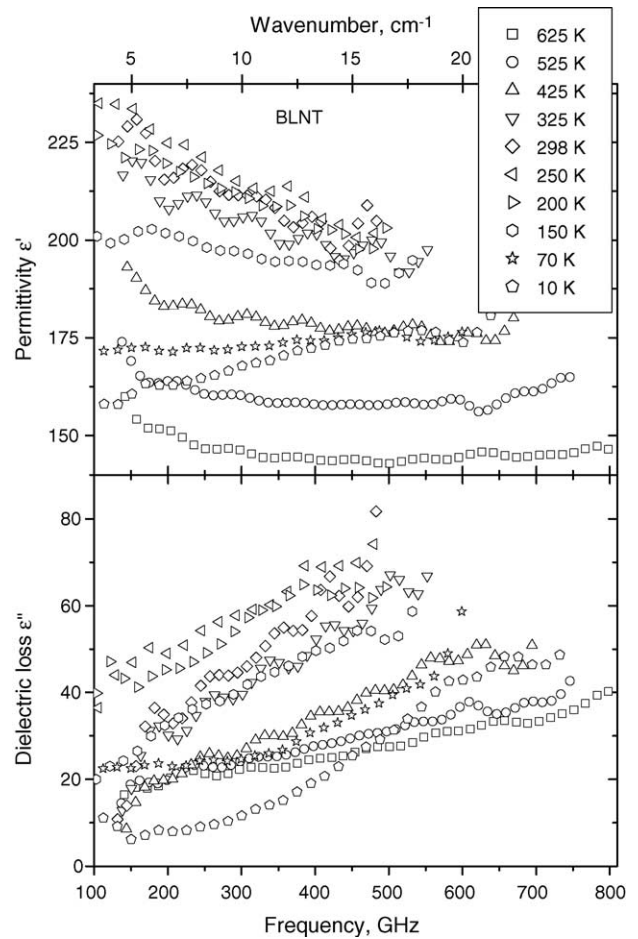 Wavenumber, cm-1
5 10 15 20
BLNT
625 K
525 K
425 K
325 K
298 K
250 K
200 K
150 K
70 K
10 K
Permittivity ε'
225
200
175
150
Dielectric loss ε"
80
60
40
20
0
100 200 300 400 500 600 700 800
Frequency, GHz